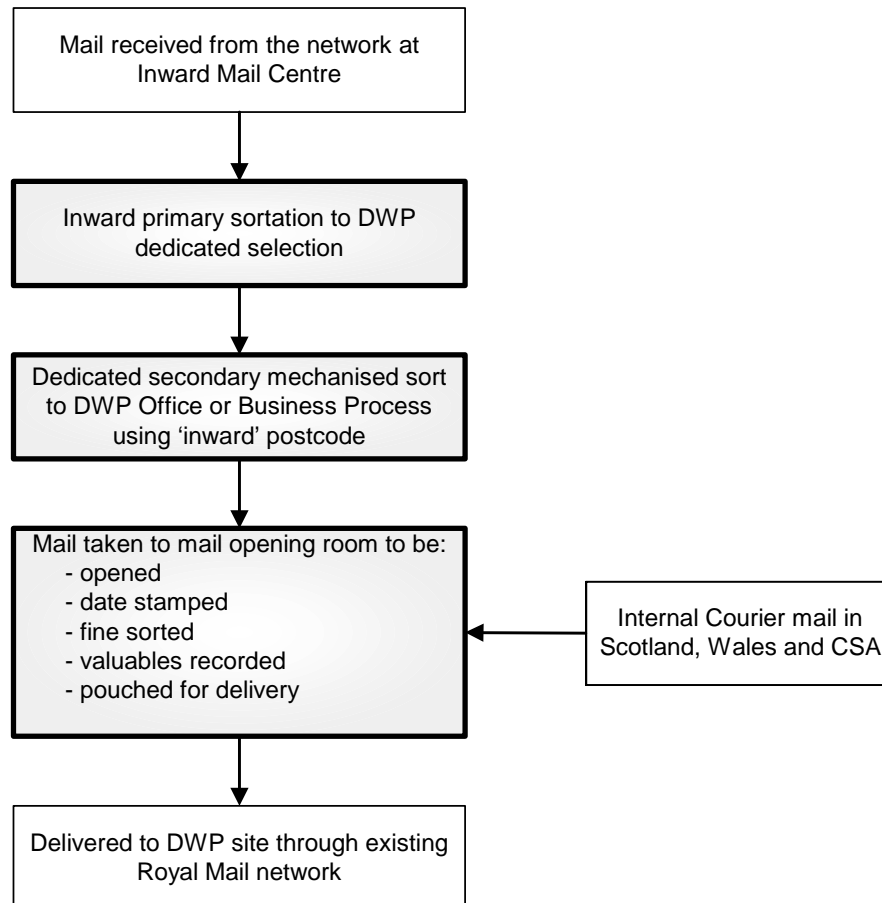 Mail received from the network at
Inward Mail Centre
Inward primary sortation to DWP
dedicated selection
Dedicated secondary mechanised sort
to DWP Office or Business Process
using ‘inward’ postcode
Mail taken to mail opening room to be:
- opened
- date stamped
- fine sorted
- valuables recorded
- pouched for delivery
Internal Courier mail in
Scotland, Wales and CSA
Delivered to DWP site through existing
Royal Mail network